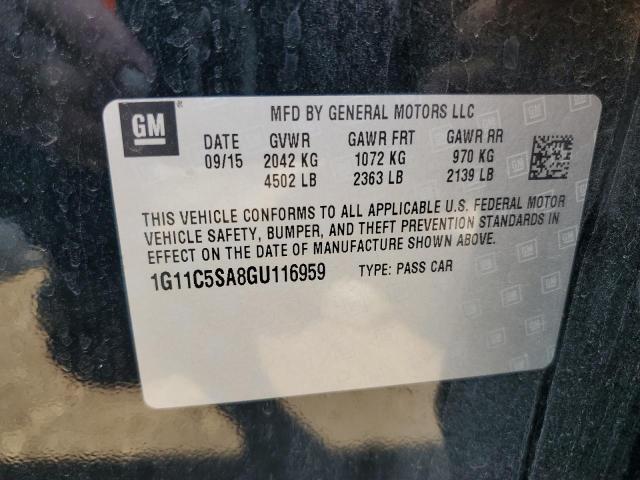 GM
MFD BY GENERAL MOTORS LLC
DATE GVWR GAWR FRT GAWR RR
09/15 2042 KG 1072 KG 970 KG
4502 LB 2363 LB 2139 LB
THIS VEHICLE CONFORMS TO ALL APPLICABLE U.S. FEDERAL MOTOR
VEHICLE SAFETY, BUMPER, AND THEFT PREVENTION STANDARDS IN
EFFECT ON THE DATE OF MANUFACTURE SHOWN ABOVE.
1G11C5SA8GU116959 TYPE: PASS CAR